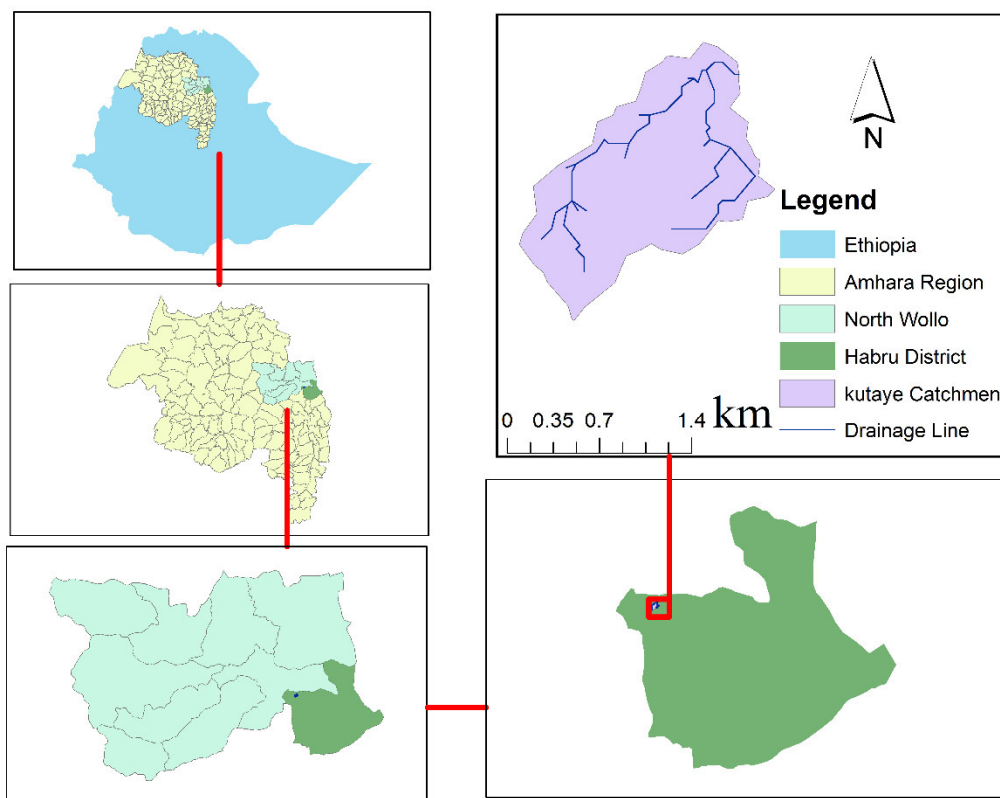 N
Legend
Ethiopia
Amhara Region
North Wollo
Habru District
kutaye Catchmen
Drainage Line
0 0.35 0.7 1.4 km